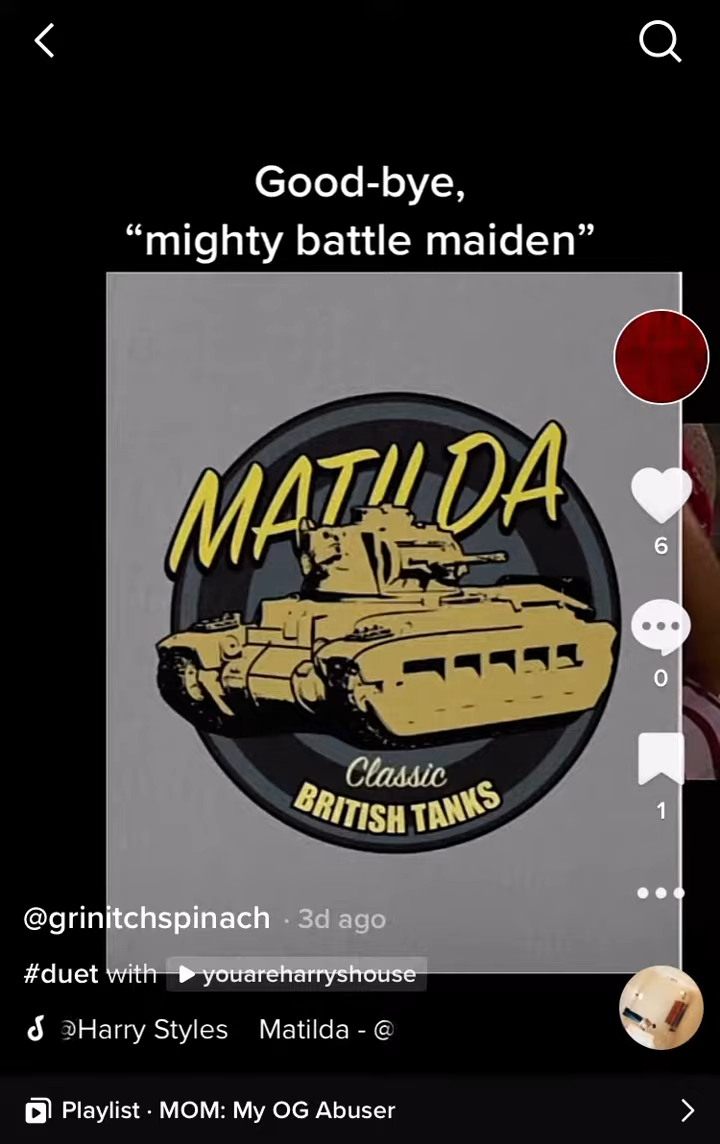 Good-bye,
“mighty battle maiden”
MATILDA
Classic
BRITISH TANKS
6
0
1
@grinitchspinach · 3d ago
#duet with youareharryshouse
@Harry Styles Matilda - @
Playlist · MOM: My OG Abuser